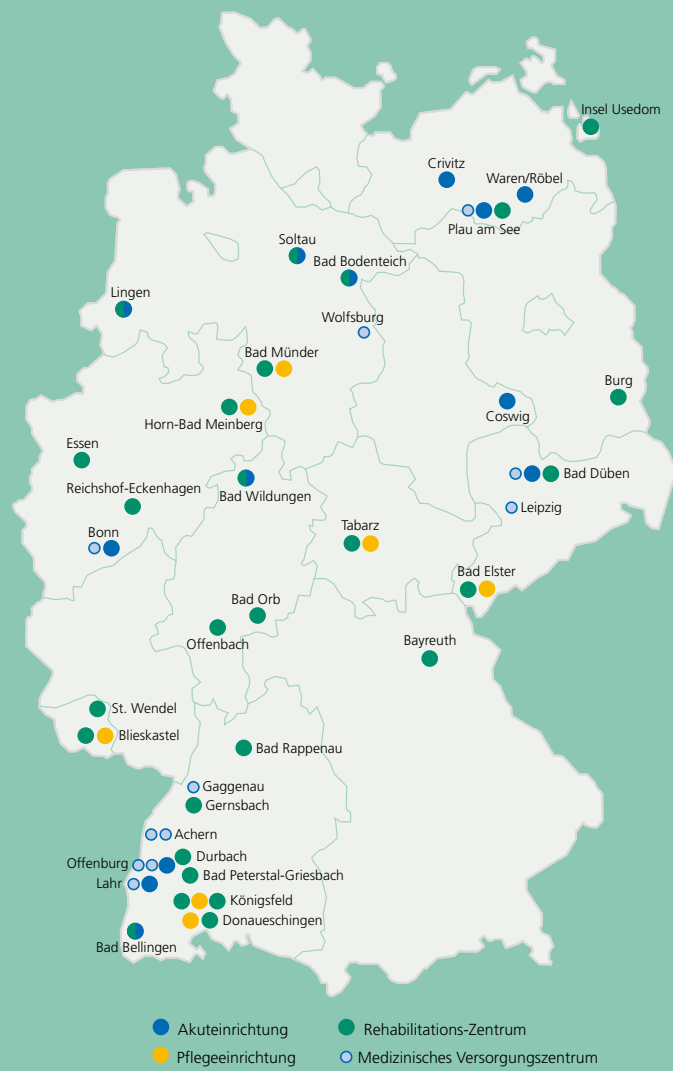 Insel Usedom
Crivitz
Waren/Röbel
Plau am See
Soltau
Bad Bodenteich
Lingen
Wolfsburg
Bad Münder
Burg
Coswig
Horn-Bad Meinberg
Essen
Bad Düben
Reichshof-Eckenhagen
Bad Wildungen
Leipzig
Bonn
Tabarz
Bad Elster
Bad Orb
Offenbach
Bayreuth
St. Wendel
Blieskastel
Bad Rappenau
Gaggenau
Gernsbach
Achern
Durbach
Offenburg
Bad Peterstal-Griesbach
Lahr
Königsfeld
Donaueschingen
Bad Bellingen
Akuteinrichtung
Rehabilitations-Zentrum
Pflegeeinrichtung
Medizinisches Versorgungszentrum